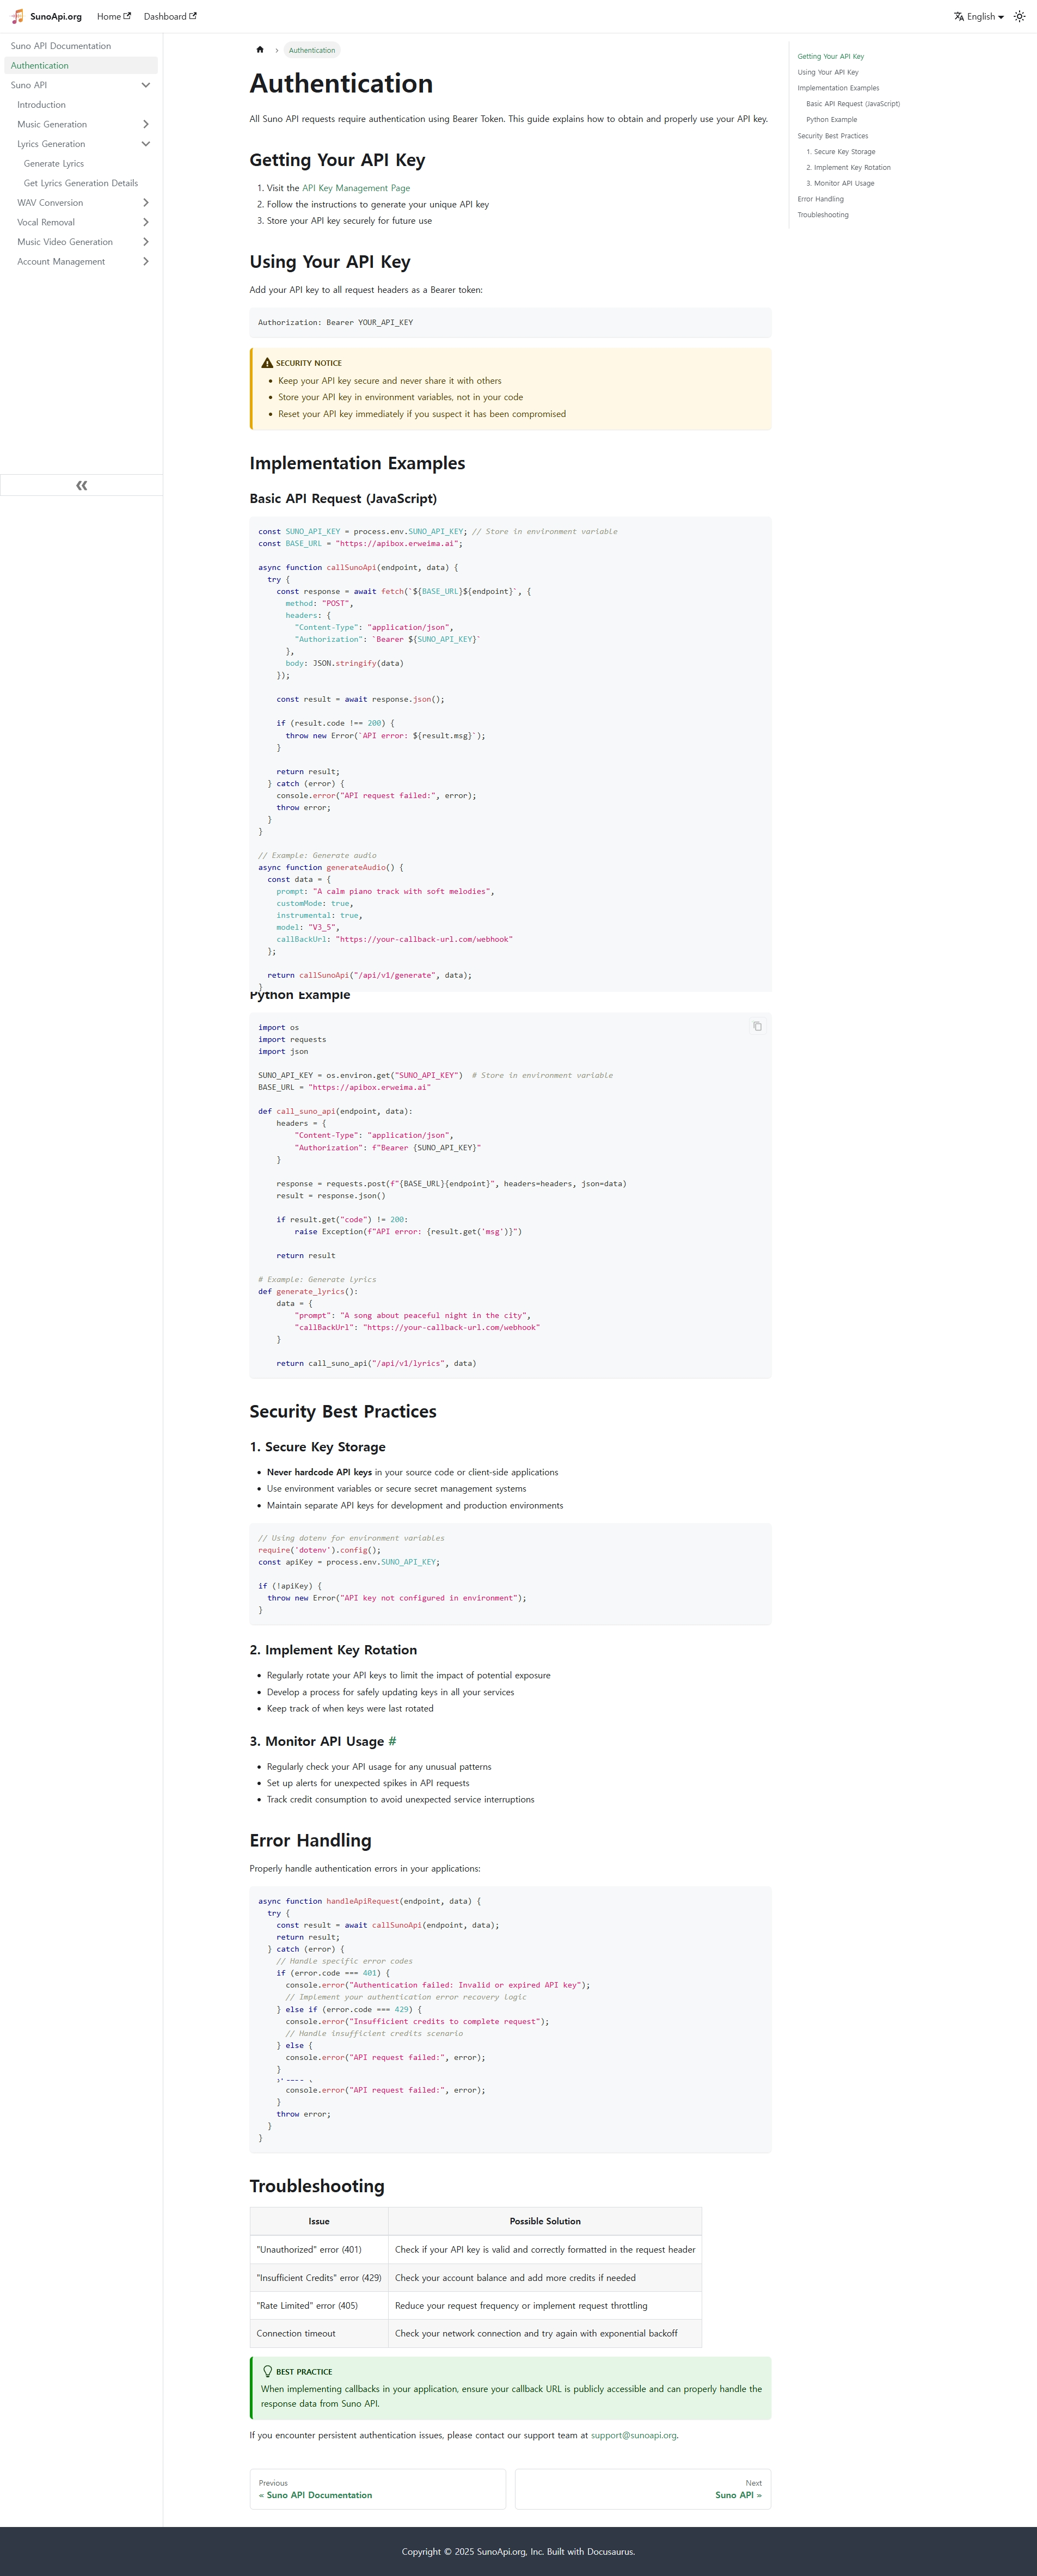 SunoApi.org
Home
Dashboard
English
Suno API Documentation
Authentication
Suno API
Introduction
Music Generation
Lyrics Generation
Generate Lyrics
Get Lyrics Generation Details
WAV Conversion
Vocal Removal
Music Video Generation
Account Management
Authentication
Authentication
All Suno API requests require authentication using Bearer Token. This guide explains how to obtain and properly use your API key.
Getting Your API Key
1. Visit the API Key Management Page
2. Follow the instructions to generate your unique API key
3. Store your API key securely for future use
Using Your API Key
Add your API key to all request headers as a Bearer token:
Authorization: Bearer YOUR_API_KEY
SECURITY NOTICE
• Keep your API key secure and never share it with others
• Store your API key in environment variables, not in your code
• Reset your API key immediately if you suspect it has been compromised
Implementation Examples
Basic API Request (JavaScript)
const SUNO_API_KEY = process.env.SUNO_API_KEY; // Store in environment variable
const BASE_URL = "https://apibox.erweima.ai";
async function callSunoApi(endpoint, data) {
try {
const response = await fetch(`${BASE_URL}${endpoint}`, {
method: "POST",
headers: {
"Content-Type": "application/json",
"Authorization": `Bearer ${SUNO_API_KEY}`
},
body: JSON.stringify(data)
});
const result = await response.json();
if (result.code !== 200) {
throw new Error(`API error: ${result.msg}`);
}
return result;
} catch (error) {
console.error("API request failed:", error);
throw error;
}
}
// Example: Generate audio
async function generateAudio() {
const data = {
prompt: "A calm piano track with soft melodies",
customMode: true,
instrumental: true,
model: "V3_5",
callBackUrl: "https://your-callback-url.com/webhook"
};
return callSunoApi("/api/v1/generate", data);
}
Python Example
import os
import requests
import json
SUNO_API_KEY = os.environ.get("SUNO_API_KEY")  # Store in environment variable
BASE_URL = "https://apibox.erweima.ai"
def call_suno_api(endpoint, data):
headers = {
"Content-Type": "application/json",
"Authorization": f"Bearer {SUNO_API_KEY}"
}
response = requests.post(f"{BASE_URL}{endpoint}", headers=headers, json=data)
result = response.json()
if result.get("code") != 200:
raise Exception(f"API error: {result.get('msg')}")
return result
# Example: Generate lyrics
def generate_lyrics():
data = {
"prompt": "A song about peaceful night in the city",
"callBackUrl": "https://your-callback-url.com/webhook"
}
return call_suno_api("/api/v1/lyrics", data)
Security Best Practices
1. Secure Key Storage
• Never hardcode API keys in your source code or client-side applications
• Use environment variables or secure secret management systems
• Maintain separate API keys for development and production environments
// Using dotenv for environment variables
require('dotenv').config();
const apiKey = process.env.SUNO_API_KEY;
if (!apiKey) {
throw new Error("API key not configured in environment");
}
2. Implement Key Rotation
• Regularly rotate your API keys to limit the impact of potential exposure
• Develop a process for safely updating keys in all your services
• Keep track of when keys were last rotated
3. Monitor API Usage #
• Regularly check your API usage for any unusual patterns
• Set up alerts for unexpected spikes in API requests
• Track credit consumption to avoid unexpected service interruptions
Error Handling
Properly handle authentication errors in your applications:
async function handleApiRequest(endpoint, data) {
try {
const result = await callSunoApi(endpoint, data);
return result;
} catch (error) {
// Handle specific error codes
if (error.code === 401) {
console.error("Authentication failed: Invalid or expired API key");
// Implement your authentication error recovery logic
} else if (error.code === 429) {
console.error("Insufficient credits to complete request");
// Handle insufficient credits scenario
} else {
console.error("API request failed:", error);
}
console.error("API request failed:", error);
}
throw error;
}
}
Troubleshooting
Issue
Possible Solution
"Unauthorized" error (401)
Check if your API key is valid and correctly formatted in the request header
"Insufficient Credits" error (429)
Check your account balance and add more credits if needed
"Rate Limited" error (405)
Reduce your request frequency or implement request throttling
Connection timeout
Check your network connection and try again with exponential backoff
BEST PRACTICE
When implementing callbacks in your application, ensure your callback URL is publicly accessible and can properly handle the
response data from Suno API.
If you encounter persistent authentication issues, please contact our support team at support@sunoapi.org.
Previous
« Suno API Documentation
Next
Suno API »
Getting Your API Key
Using Your API Key
Implementation Examples
Basic API Request (JavaScript)
Python Example
Security Best Practices
1. Secure Key Storage
2. Implement Key Rotation
3. Monitor API Usage
Error Handling
Troubleshooting
Copyright © 2025 SunoApi.org, Inc. Built with Docusaurus.